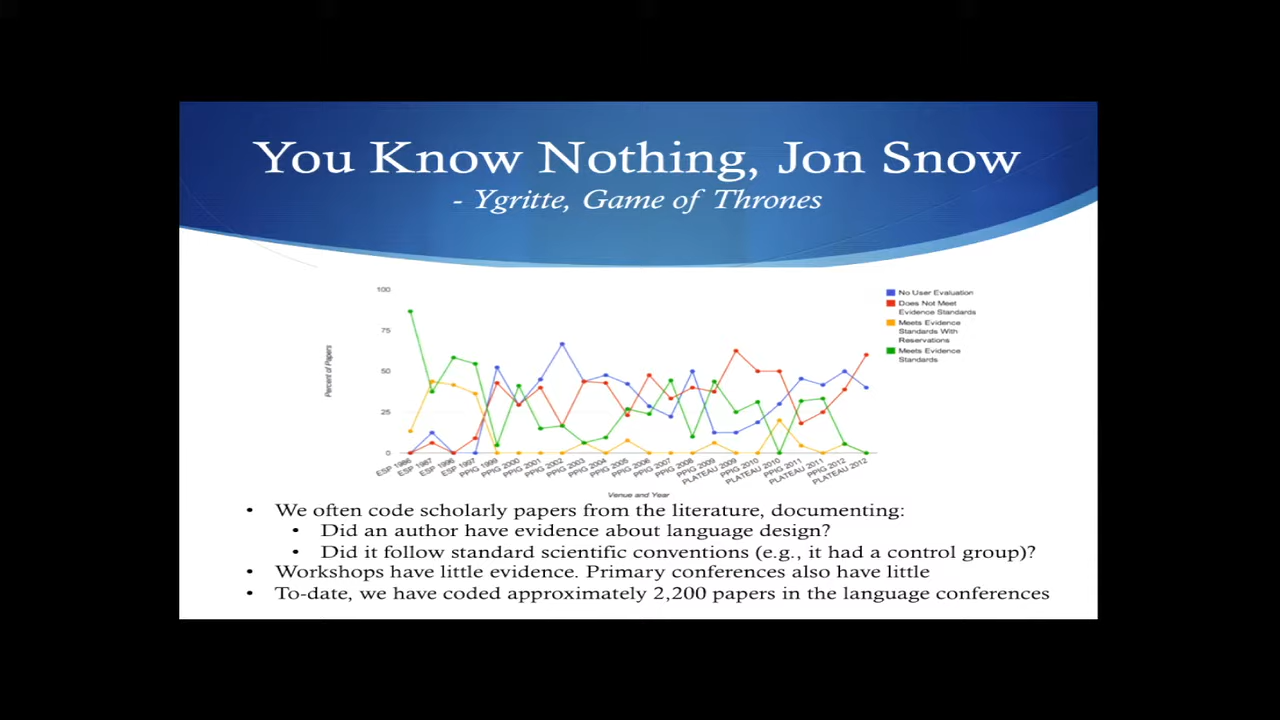 You Know Nothing, Jon Snow
- Ygritte, Game of Thrones
100
75
50
25
0
Percent of Papers
No User Evaluation
Does Not Meet
Evidence Standards
Meets Evidence
Standards With
Reservations
Meets Evidence
Standards
ESP 1986
ESP 1987
ESP 1996
ESP 1997
PPIG 1999
PPIG 2000
PPIG 2001
PPIG 2002
PPIG 2003
PPIG 2004
PPIG 2005
PPIG 2006
PPIG 2007
PPIG 2008
PPIG 2009
PLATEAU 2009
PPIG 2010
PLATEAU 2010
PPIG 2011
PLATEAU 2011
PPIG 2012
PLATEAU 2012
Venue and Year
• We often code scholarly papers from the literature, documenting:
• Did an author have evidence about language design?
• Did it follow standard scientific conventions (e.g., it had a control group)?
• Workshops have little evidence. Primary conferences also have little
• To-date, we have coded approximately 2,200 papers in the language conferences